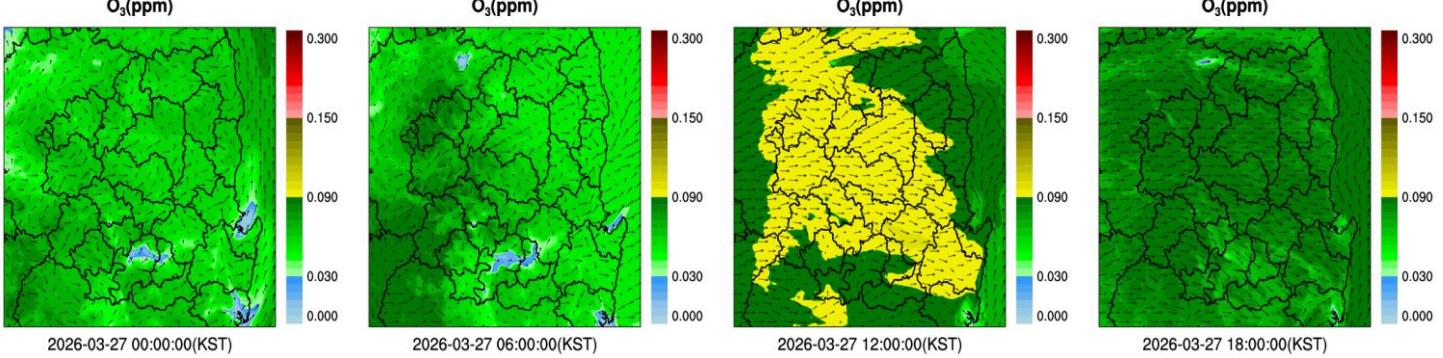 O₃(ppm) O₃(ppm) O₃(ppm) O₃(ppm)
0.300 0.300 0.300 0.300
0.150 0.150 0.150 0.150
0.090 0.090 0.090 0.090
0.030 0.030 0.030 0.030
0.000 0.000 0.000 0.000
2026-03-27 00:00:00(KST) 2026-03-27 06:00:00(KST) 2026-03-27 12:00:00(KST) 2026-03-27 18:00:00(KST)